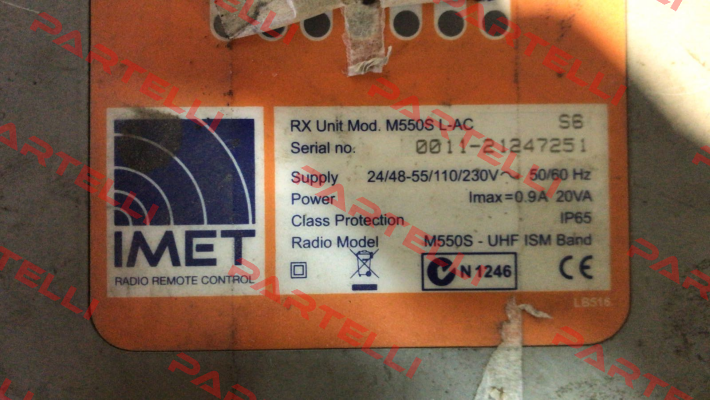 RX Unit Mod. M550S L-AC S6
Serial no. 0011-21247251
Supply 24/48-55/110/230V~ 50/60 Hz
Power Imax=0.9A 20VA
Class Protection IP65
Radio Model M550S - UHF ISM Band
N 1246 CE
IMET
RADIO REMOTE CONTROL
LB516
PARTELLI